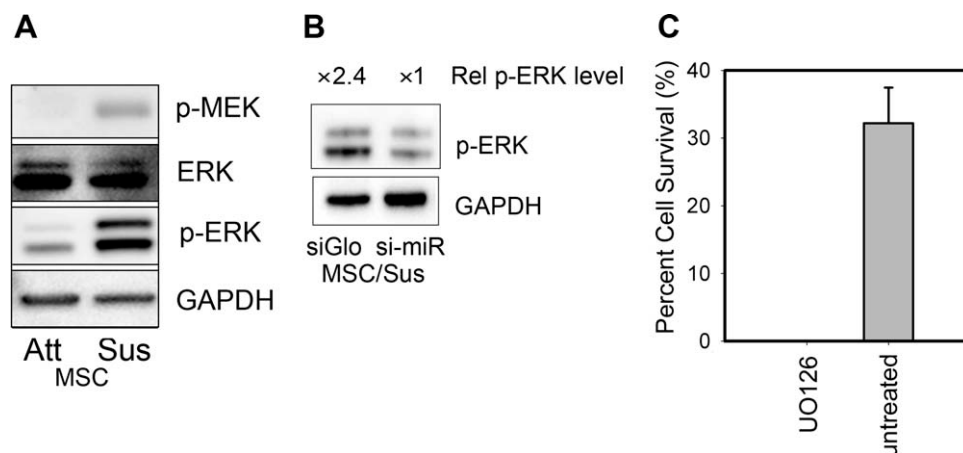 A
p-MEK
ERK
p-ERK
GAPDH
Att Sus
MSC
B
×2.4 ×1 Rel p-ERK level
p-ERK
GAPDH
siGlo si-miR
MSC/Sus
C
Percent Cell Survival (%)
40
30
20
10
0
UO126
untreated